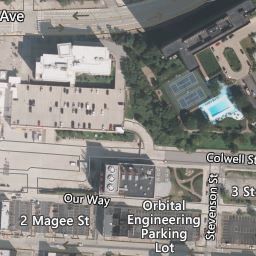 Ave
Colwell St
Our Way
Stevenson St
3 St
2 Magee St
Orbital
Engineering
Parking
Lot